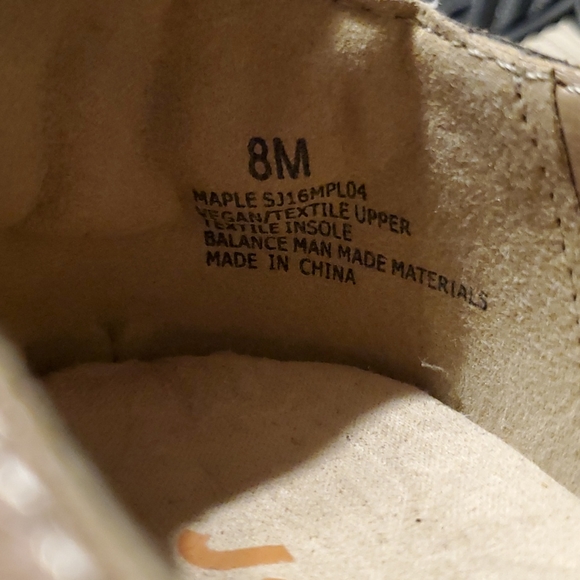 8M
MAPLE SJ16MPL04
VEGAN/TEXTILE UPPER
TEXTILE INSOLE
BALANCE MAN MADE MATERIALS
MADE IN CHINA